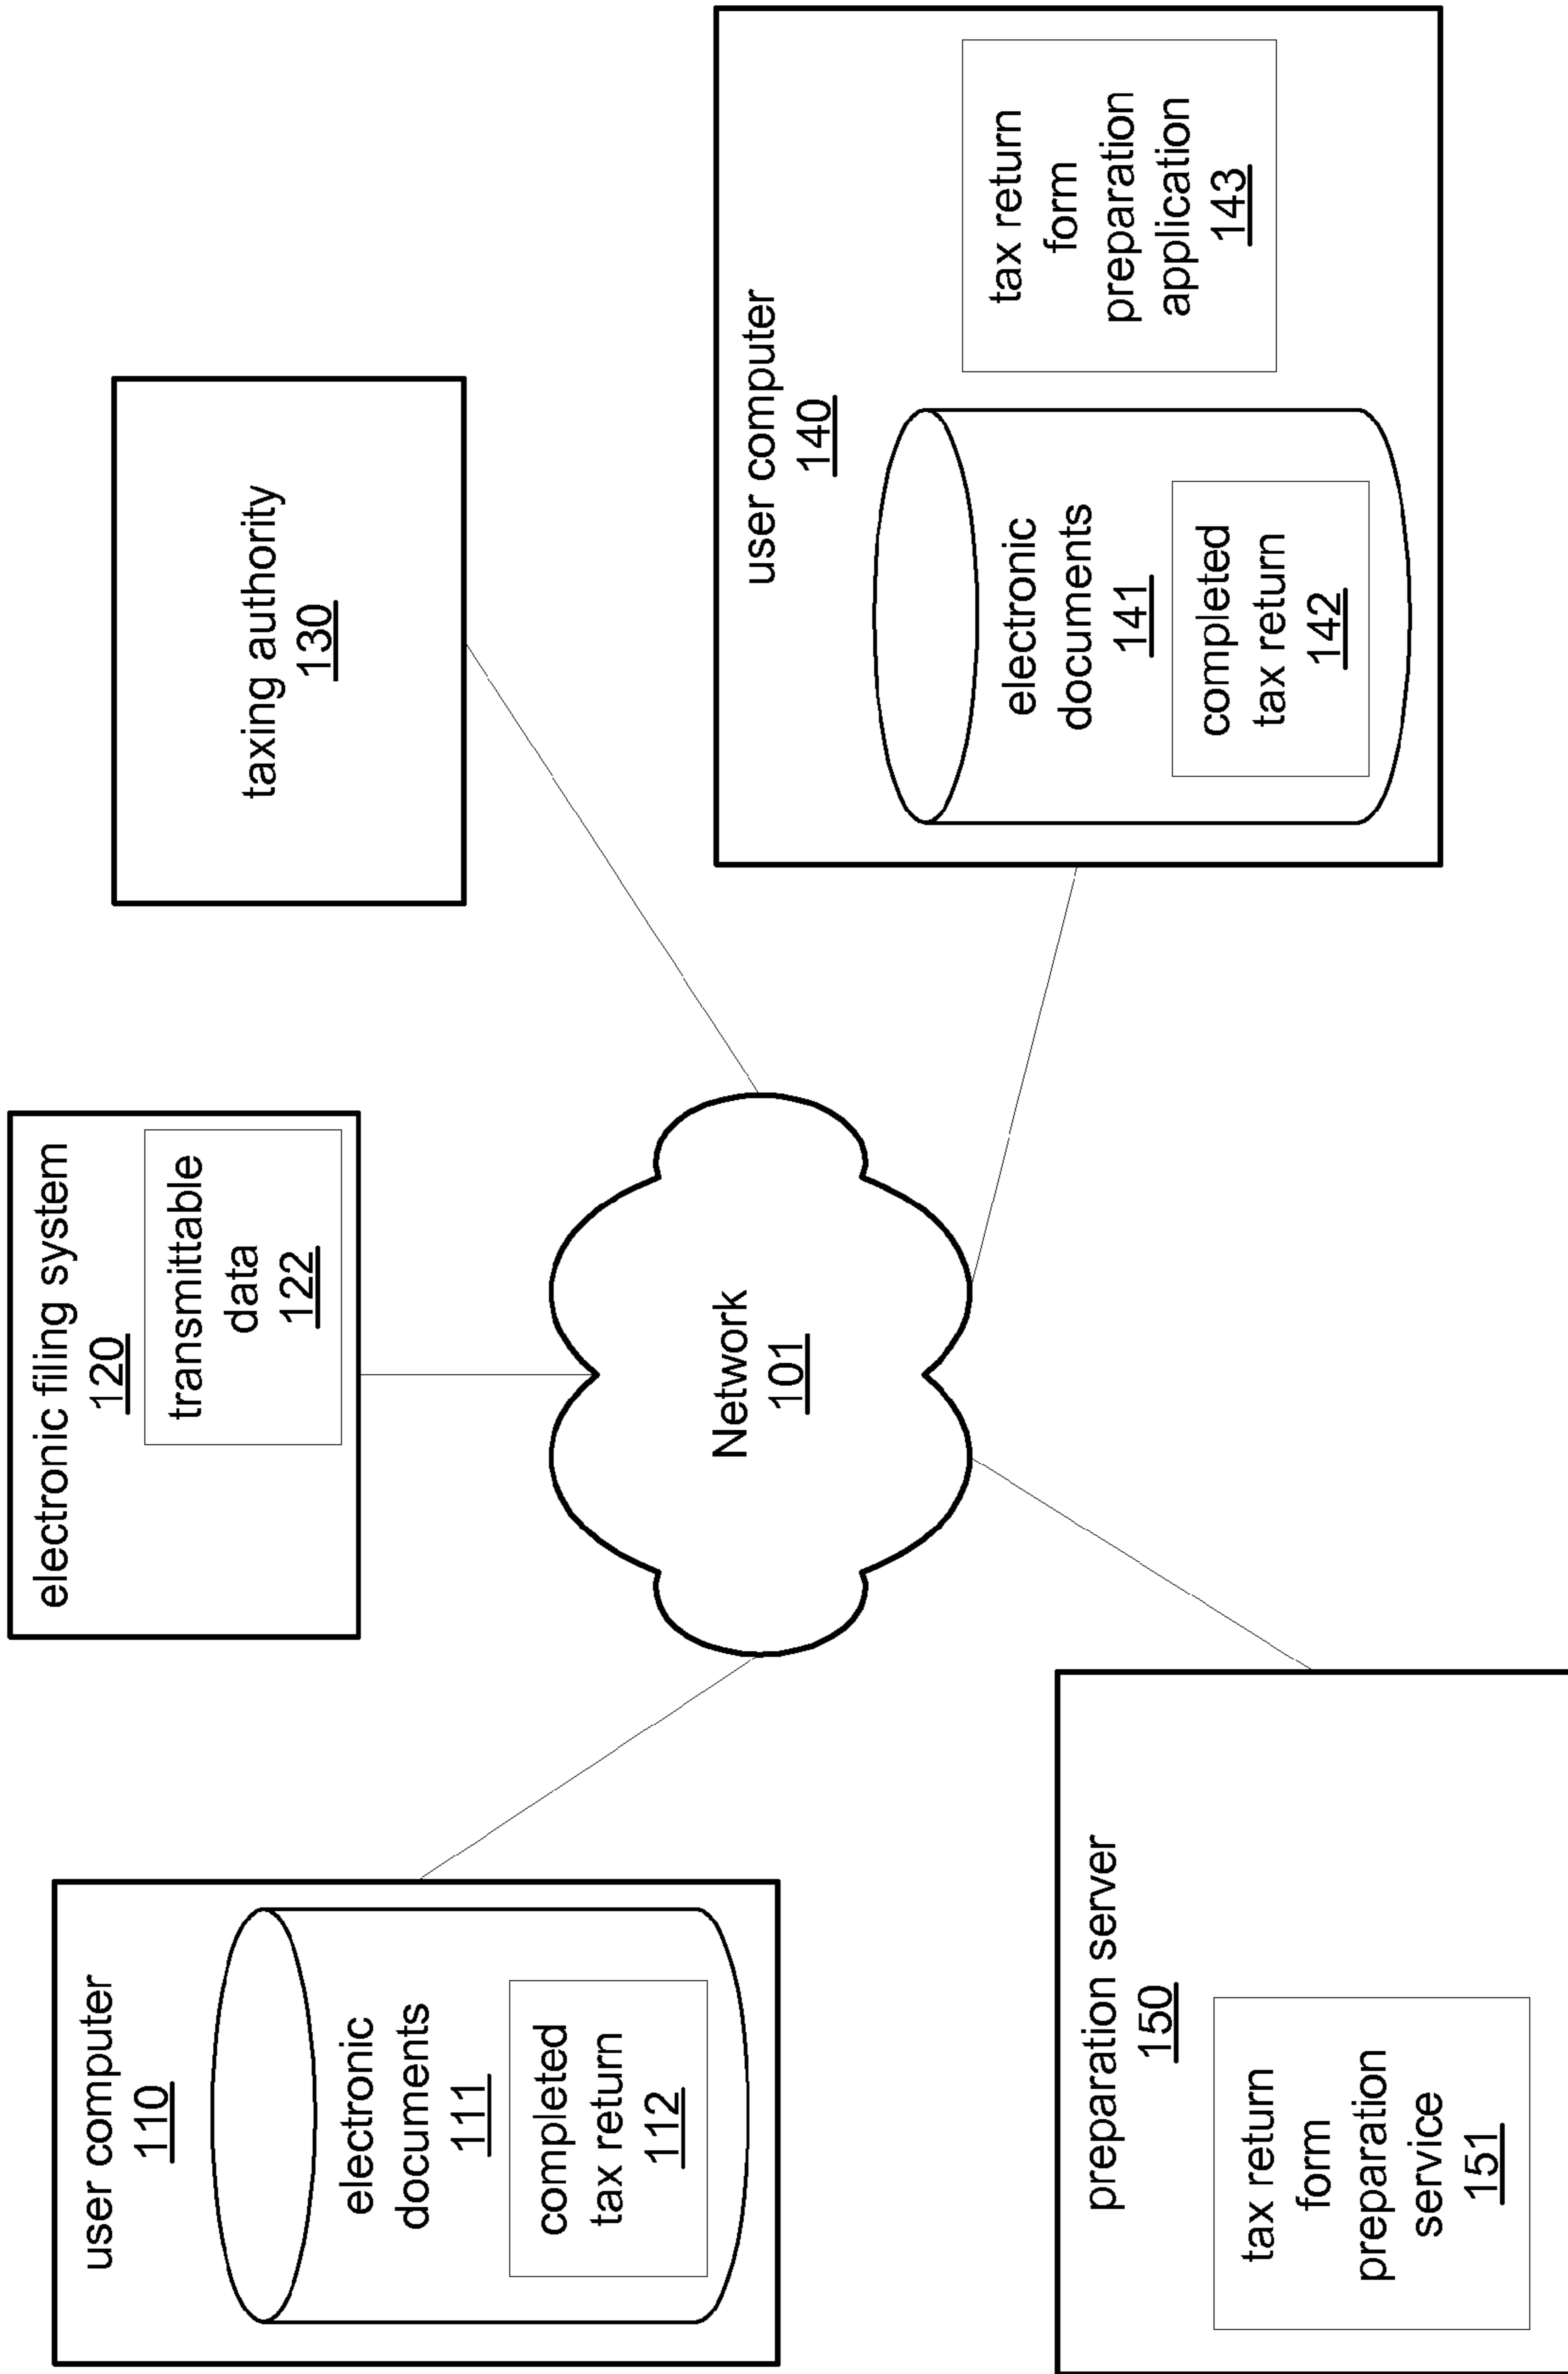 user computer
110
electronic
documents
111
completed
tax return
112
electronic filing system
120
transmittable
data
122
taxing authority
130
Network
101
preparation server
150
tax return
form
preparation
service
151
user computer
140
electronic
documents
141
completed
tax return
142
tax return
form
preparation
application
143